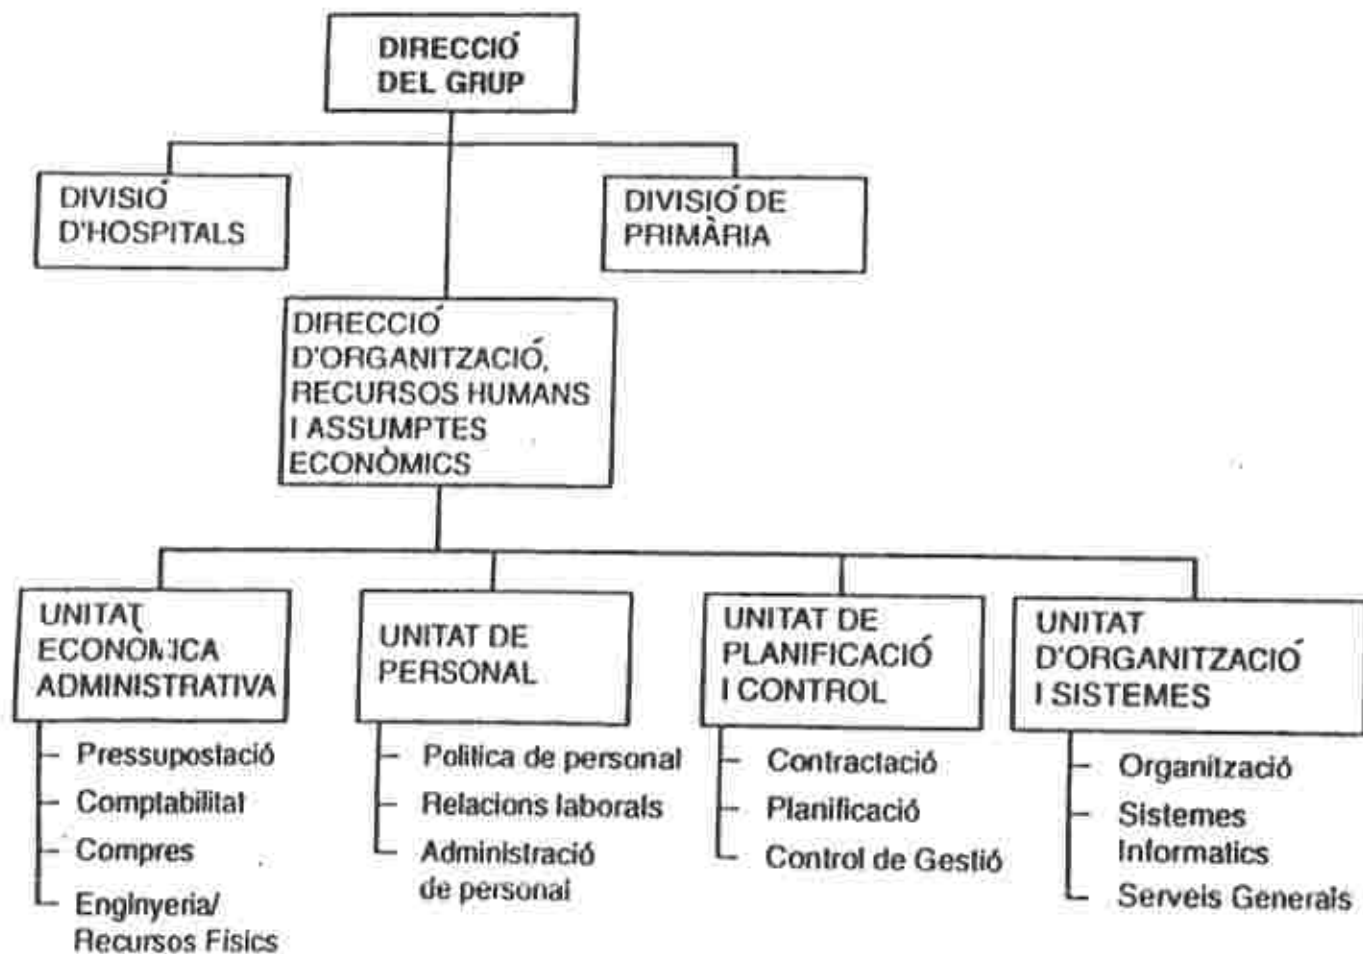 DIRECCIÓ
DEL GRUP
DIVISIÓ
D'HOSPITALS
DIVISIÓ DE
PRIMÀRIA
DIRECCIÓ
D'ORGANITZACIÓ,
RECURSOS HUMANS
I ASSUMPTES
ECONÒMICS
UNITAT
ECONÒMICA
ADMINISTRATIVA
- Pressupostació
- Comptabilitat
- Compres
- Enginyeria/
Recursos Físics
UNITAT DE
PERSONAL
- Política de personal
- Relacions laborals
- Administració
de personal
UNITAT DE
PLANIFICACIÓ
I CONTROL
- Contractació
- Planificació
- Control de Gestió
UNITAT
D'ORGANITZACIÓ
I SISTEMES
- Organització
- Sistemes
Informatics
- Serveis Generals